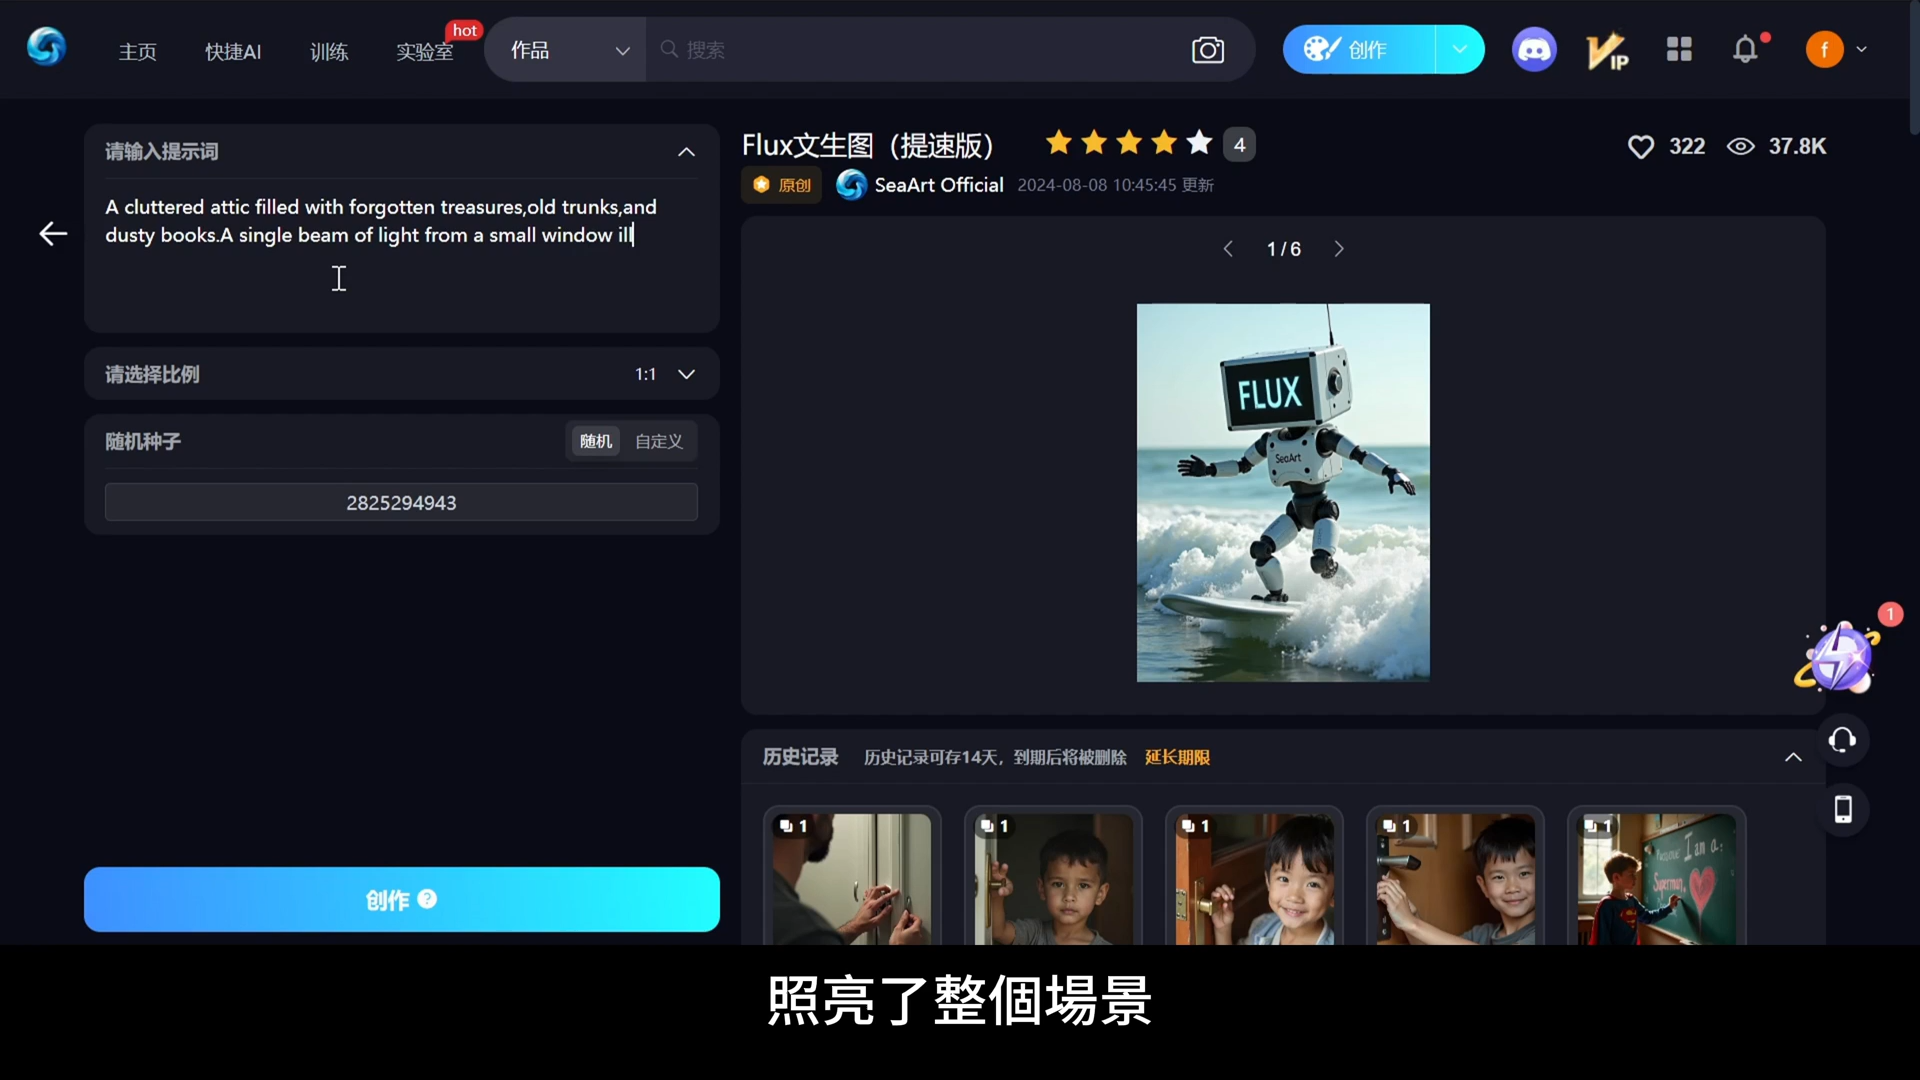 主页
快捷AI
训练
实验室
hot
作品
搜索
创作
VIP
f
请输入提示词
A cluttered attic filled with forgotten treasures,old trunks,and
dusty books.A single beam of light from a small window ill
请选择比例
1:1
随机种子
随机
自定义
2825294943
创作
Flux文生图（提速版）
4
322
37.8K
原创
SeaArt Official
2024-08-08 10:45:45 更新
1 / 6
FLUX
SeaArt
1
历史记录
历史记录可存14天，到期后将被删除
延长期限
1
1
1
1
1
I am a
Superman
照亮了整個場景